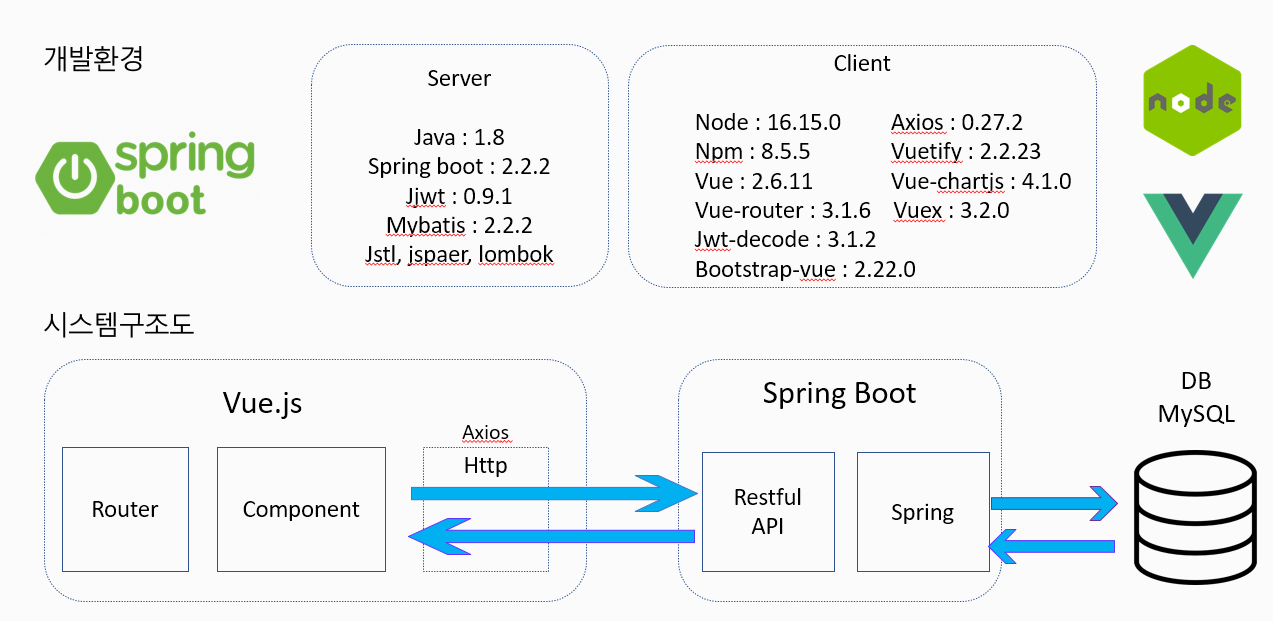 개발환경
spring
boot
Server
Java : 1.8
Spring boot : 2.2.2
Jjwt : 0.9.1
Mybatis : 2.2.2
Jstl, jspaer, lombok
Client
Node : 16.15.0
Npm : 8.5.5
Vue : 2.6.11
Vue-router : 3.1.6
Jwt-decode : 3.1.2
Bootstrap-vue : 2.22.0
Axios : 0.27.2
Vuetify : 2.2.23
Vue-chartjs : 4.1.0
Vuex : 3.2.0
node
시스템구조도
Vue.js
Router
Component
Axios
Http
Spring Boot
Restful
API
Spring
DB
MySQL